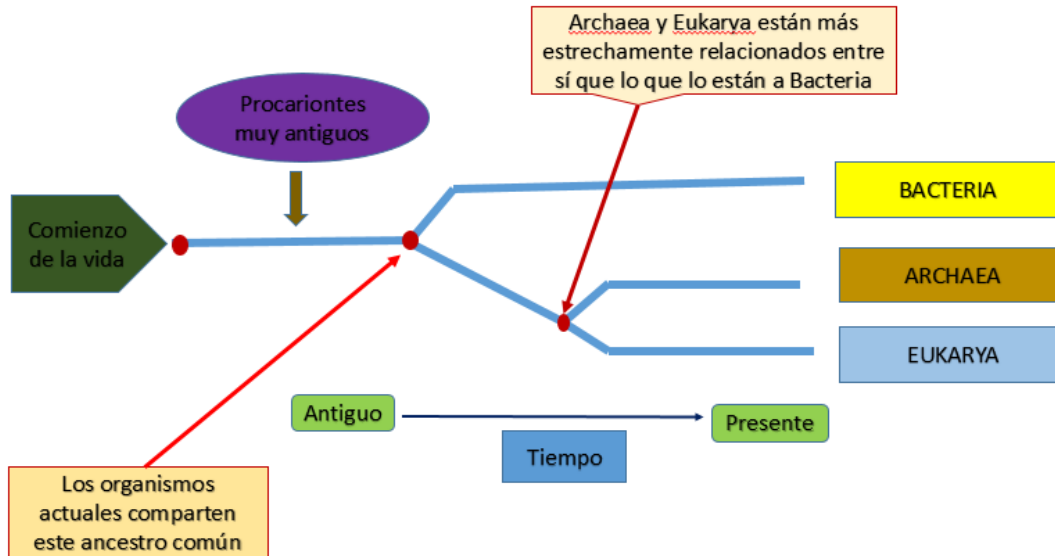 Archaea y Eukarya están más
estrechamente relacionados entre
sí que lo que lo están a Bacteria
Procariontes
muy antiguos
Comienzo
de la vida
BACTERIA
ARCHAEA
EUKARYA
Antiguo
Presente
Tiempo
Los organismos
actuales comparten
este ancestro común